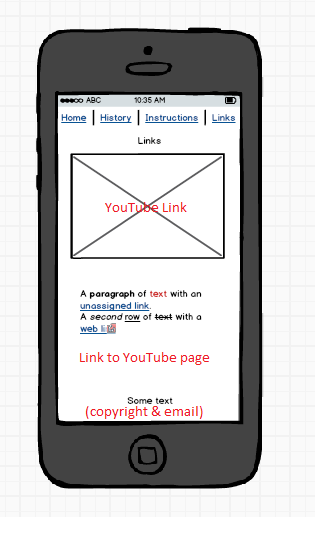 ABC 10:35 AM
Home | History | Instructions | Links
Links
YouTube Link
A paragraph of text with an
unassigned link.
A second row of text with a
web link
Link to YouTube page
Some text
(copyright & email)